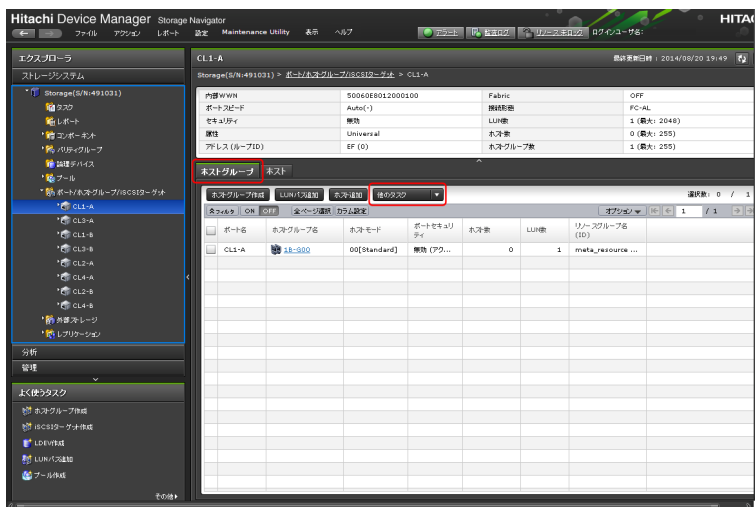 Hitachi Device Manager Storage Navigator
HITAC
ファイル アクション レポート 設定 Maintenance Utility 表示 ヘルプ
アラート 監査ログ リソース未ロック ログインユーザ名:
エクスプローラ
ストレージシステム
Storage(S/N:491031)
タスク
レポート
コンポーネント
パリティグループ
論理デバイス
プール
ポート/ホストグループ/iSCSIターゲット
CL1-A
CL3-A
CL1-B
CL3-B
CL2-A
CL4-A
CL2-B
CL4-B
外部ストレージ
レプリケーション
分析
管理
よく使うタスク
ホストグループ作成
iSCSIターゲット作成
LDEV作成
LUNパス追加
プール作成
その他
CL1-A
最終更新日時 : 2014/08/20 19:49
Storage(S/N:491031) > ポート/ホストグループ/iSCSIターゲット > CL1-A
内部WWN 50060E8012000100 Fabric OFF
ポートスピード Auto(-) 接続形態 FC-AL
セキュリティ 無効 LUN数 1 (最大: 2048)
属性 Universal ホスト数 0 (最大: 255)
アドレス (ループID) EF (0) ホストグループ数 1 (最大: 255)
ホストグループ ホスト
ホストグループ作成 LUNパス追加 ホスト追加 他のタスク 選択数: 0 / 1
フィルタ ON OFF 全ページ選択 カラム設定 オプション 1 / 1
ポート名 ホストグループ名 ホストモード ポートセキュリティ ホスト数 LUN数 リソースグループ名 (ID)
CL1-A 1B-G00 00[Standard] 無効 (アク... 0 1 meta_resource ...